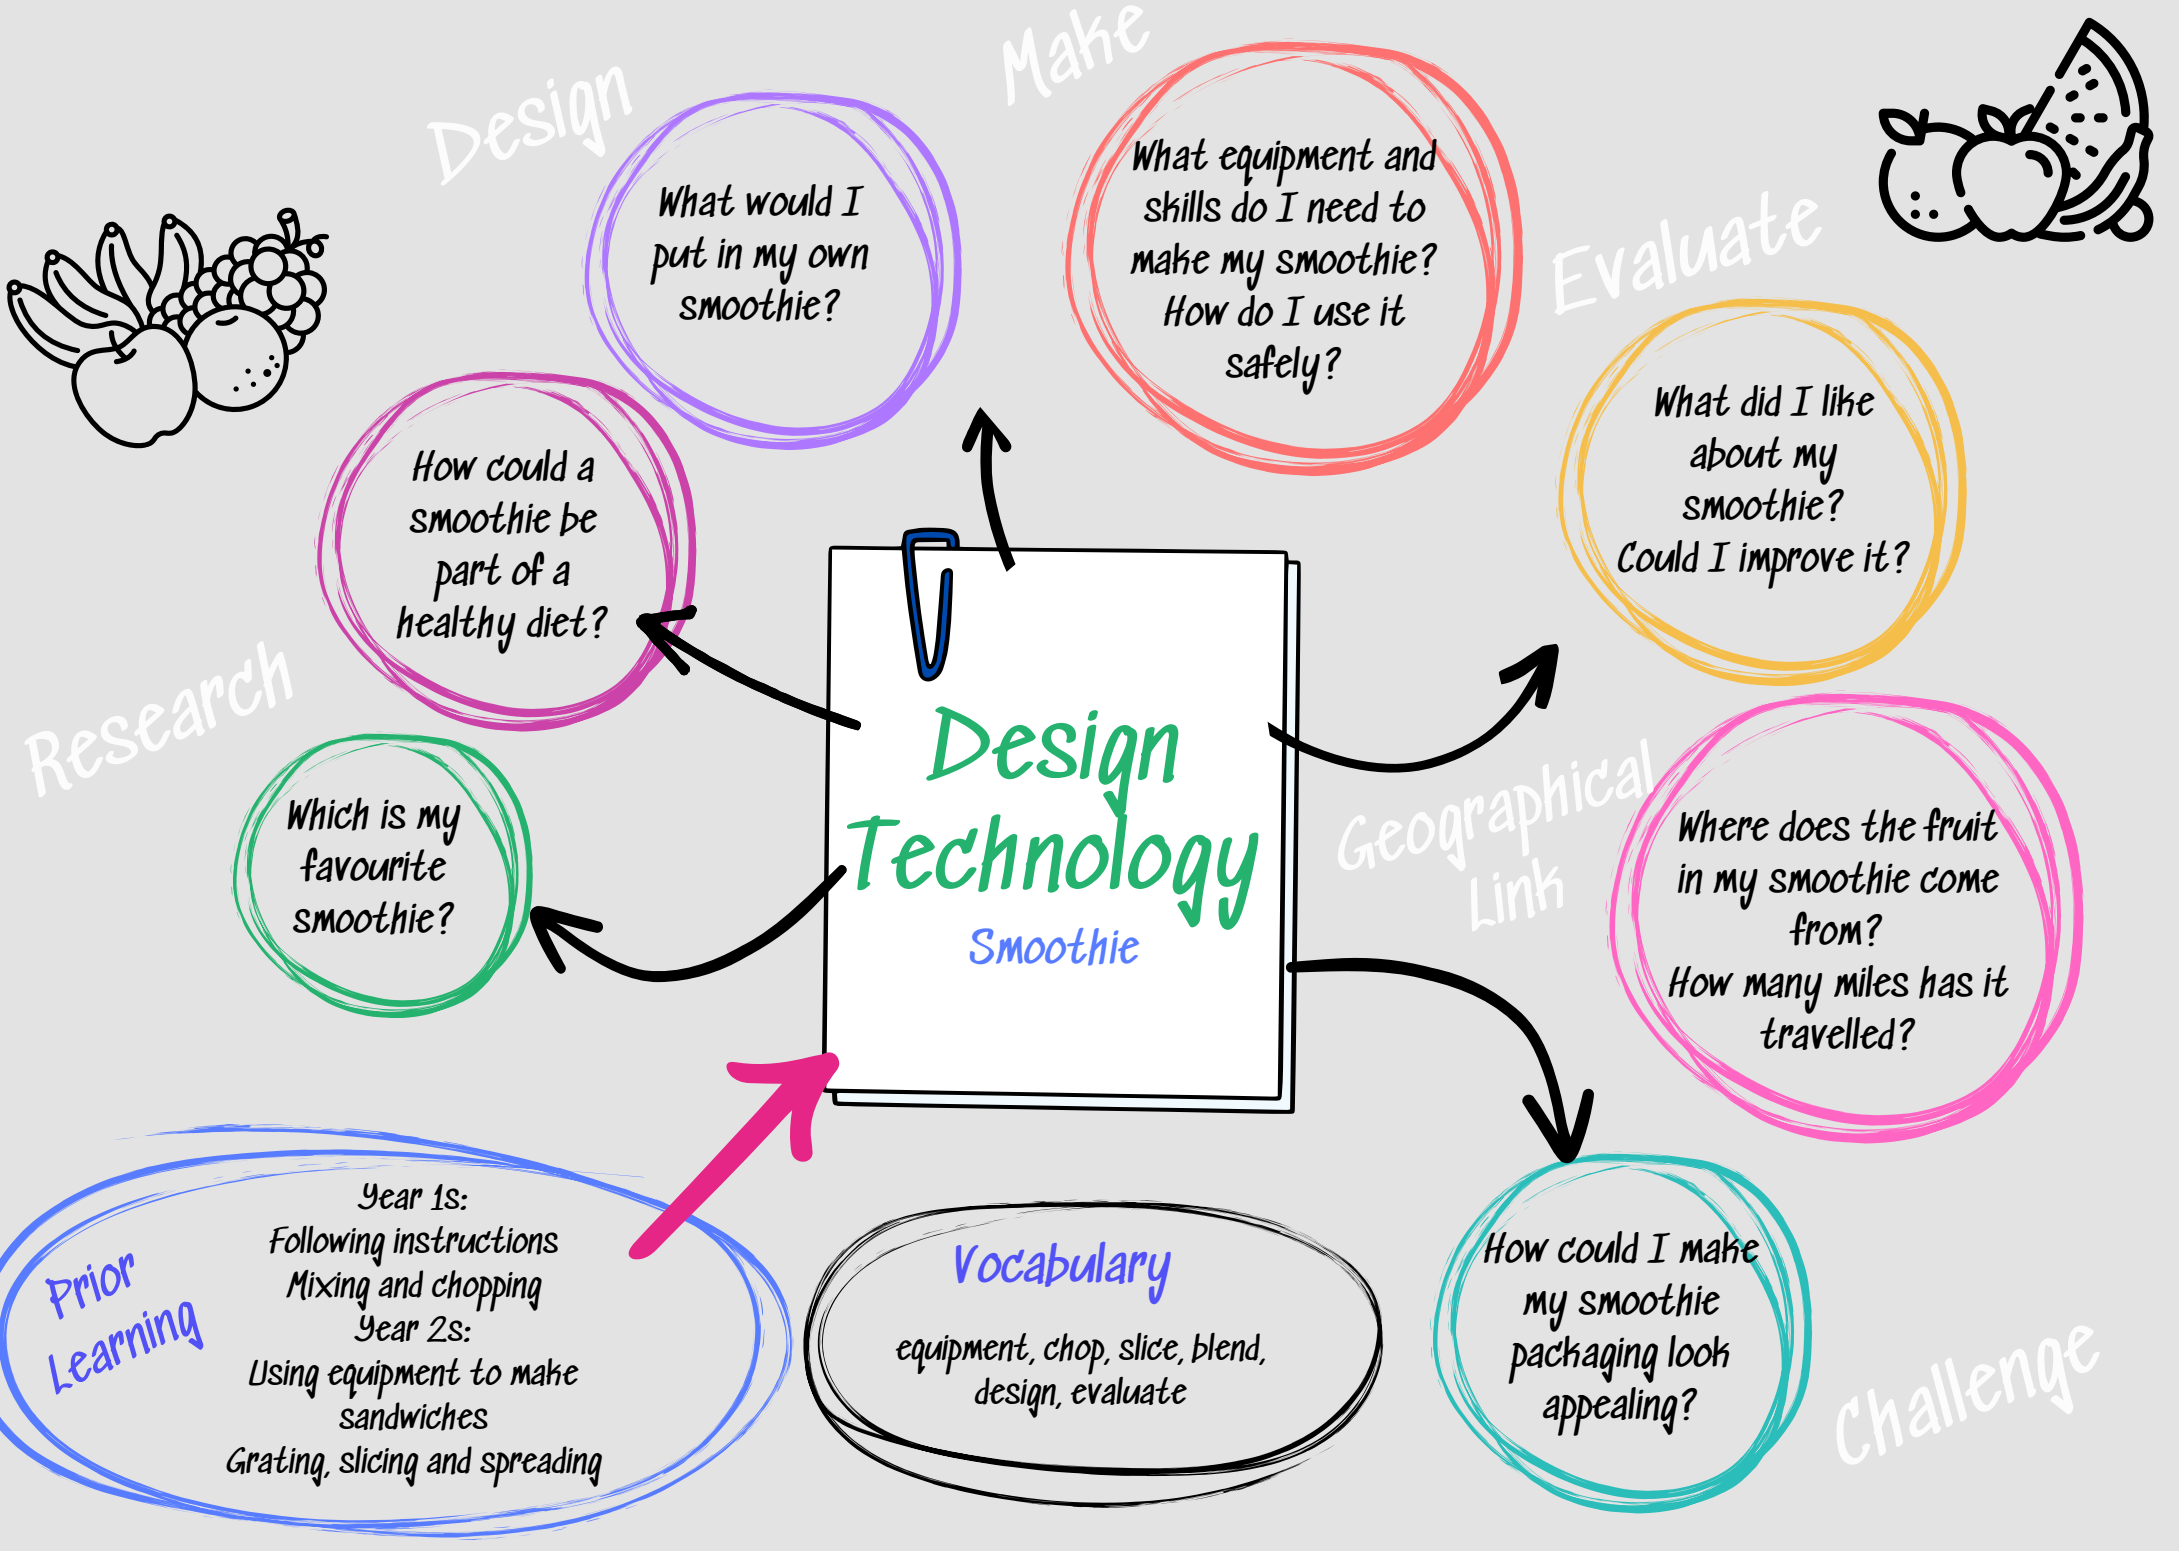 Design
What would I
put in my own
smoothie?
Make
What equipment and
skills do I need to
make my smoothie?
How do I use it
safely?
Evaluate
What did I like
about my
smoothie?
Could I improve it?
How could a
smoothie be
part of a
healthy diet?
Research
Which is my
favourite
smoothie?
Design
Technology
Smoothie
Geographical
Link
Where does the fruit
in my smoothie come
from?
How many miles has it
travelled?
Prior
Learning
Year 1s:
Following instructions
Mixing and chopping
Year 2s:
Using equipment to make
sandwiches
Grating, slicing and spreading
Vocabulary
equipment, chop, slice, blend,
design, evaluate
How could I make
my smoothie
packaging look
appealing?
Challenge